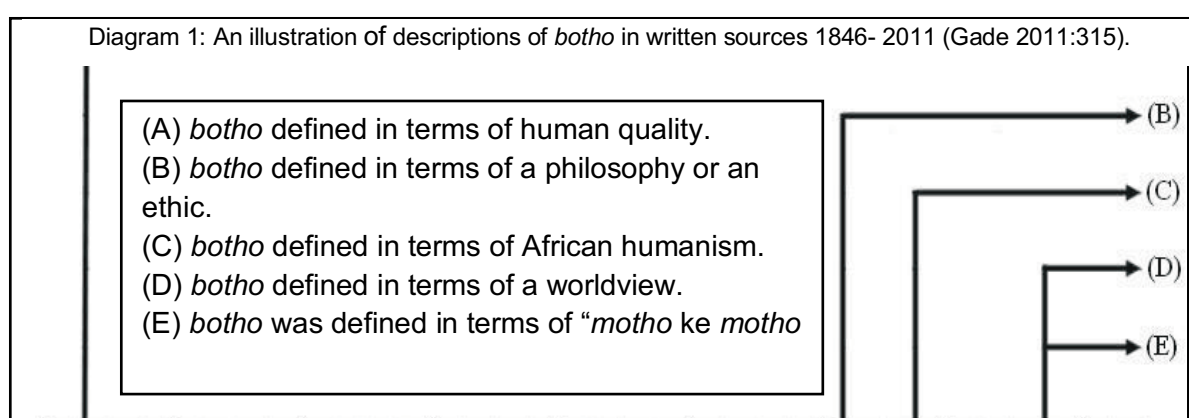 Diagram 1: An illustration of descriptions of botho in written sources 1846- 2011 (Gade 2011:315).
(A) botho defined in terms of human quality.
(B) botho defined in terms of a philosophy or an
ethic.
(C) botho defined in terms of African humanism.
(D) botho defined in terms of a worldview.
(E) botho was defined in terms of “motho ke motho
(B)
(C)
(D)
(E)